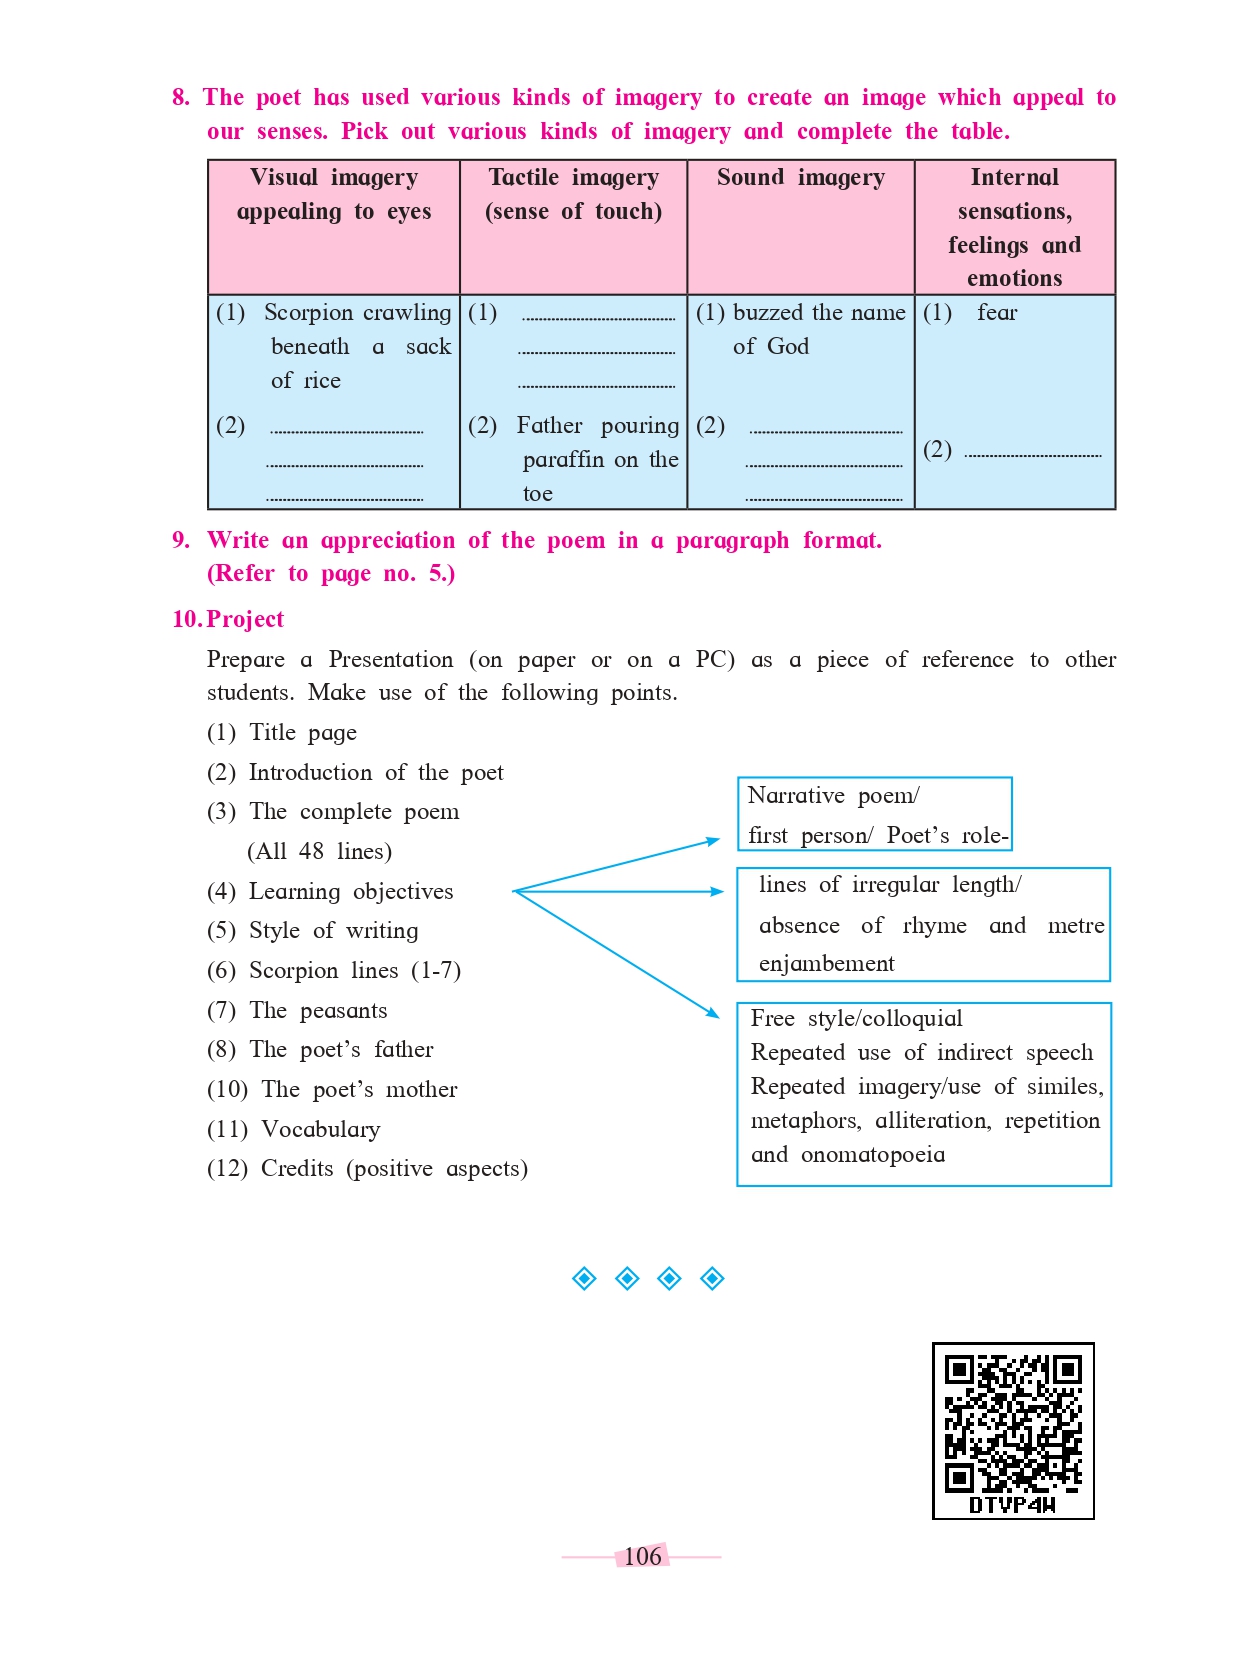 8. The poet has used various kinds of imagery to create an image which appeal to
our senses. Pick out various kinds of imagery and complete the table.
Visual imagery
appealing to eyes
Tactile imagery
(sense of touch)
Sound imagery
Internal
sensations,
feelings and
emotions
(1) Scorpion crawling
beneath a sack
of rice
(2) ..........................................
..........................................
..........................................
(1) ..........................................
..........................................
..........................................
(2) Father pouring
paraffin on the
toe
(1) buzzed the name
of God
(2) ..........................................
..........................................
..........................................
(1) fear
(2) ..........................................
9. Write an appreciation of the poem in a paragraph format.
(Refer to page no. 5.)
10. Project
Prepare a Presentation (on paper or on a PC) as a piece of reference to other
students. Make use of the following points.
(1) Title page
(2) Introduction of the poet
(3) The complete poem
(All 48 lines)
(4) Learning objectives
(5) Style of writing
(6) Scorpion lines (1-7)
(7) The peasants
(8) The poet's father
(10) The poet's mother
(11) Vocabulary
(12) Credits (positive aspects)
Narrative poem/
first person/ Poet's role-
lines of irregular length/
absence of rhyme and metre
enjambement
Free style/colloquial
Repeated use of indirect speech
Repeated imagery/use of similes,
metaphors, alliteration, repetition
and onomatopoeia
DTVP4W
106